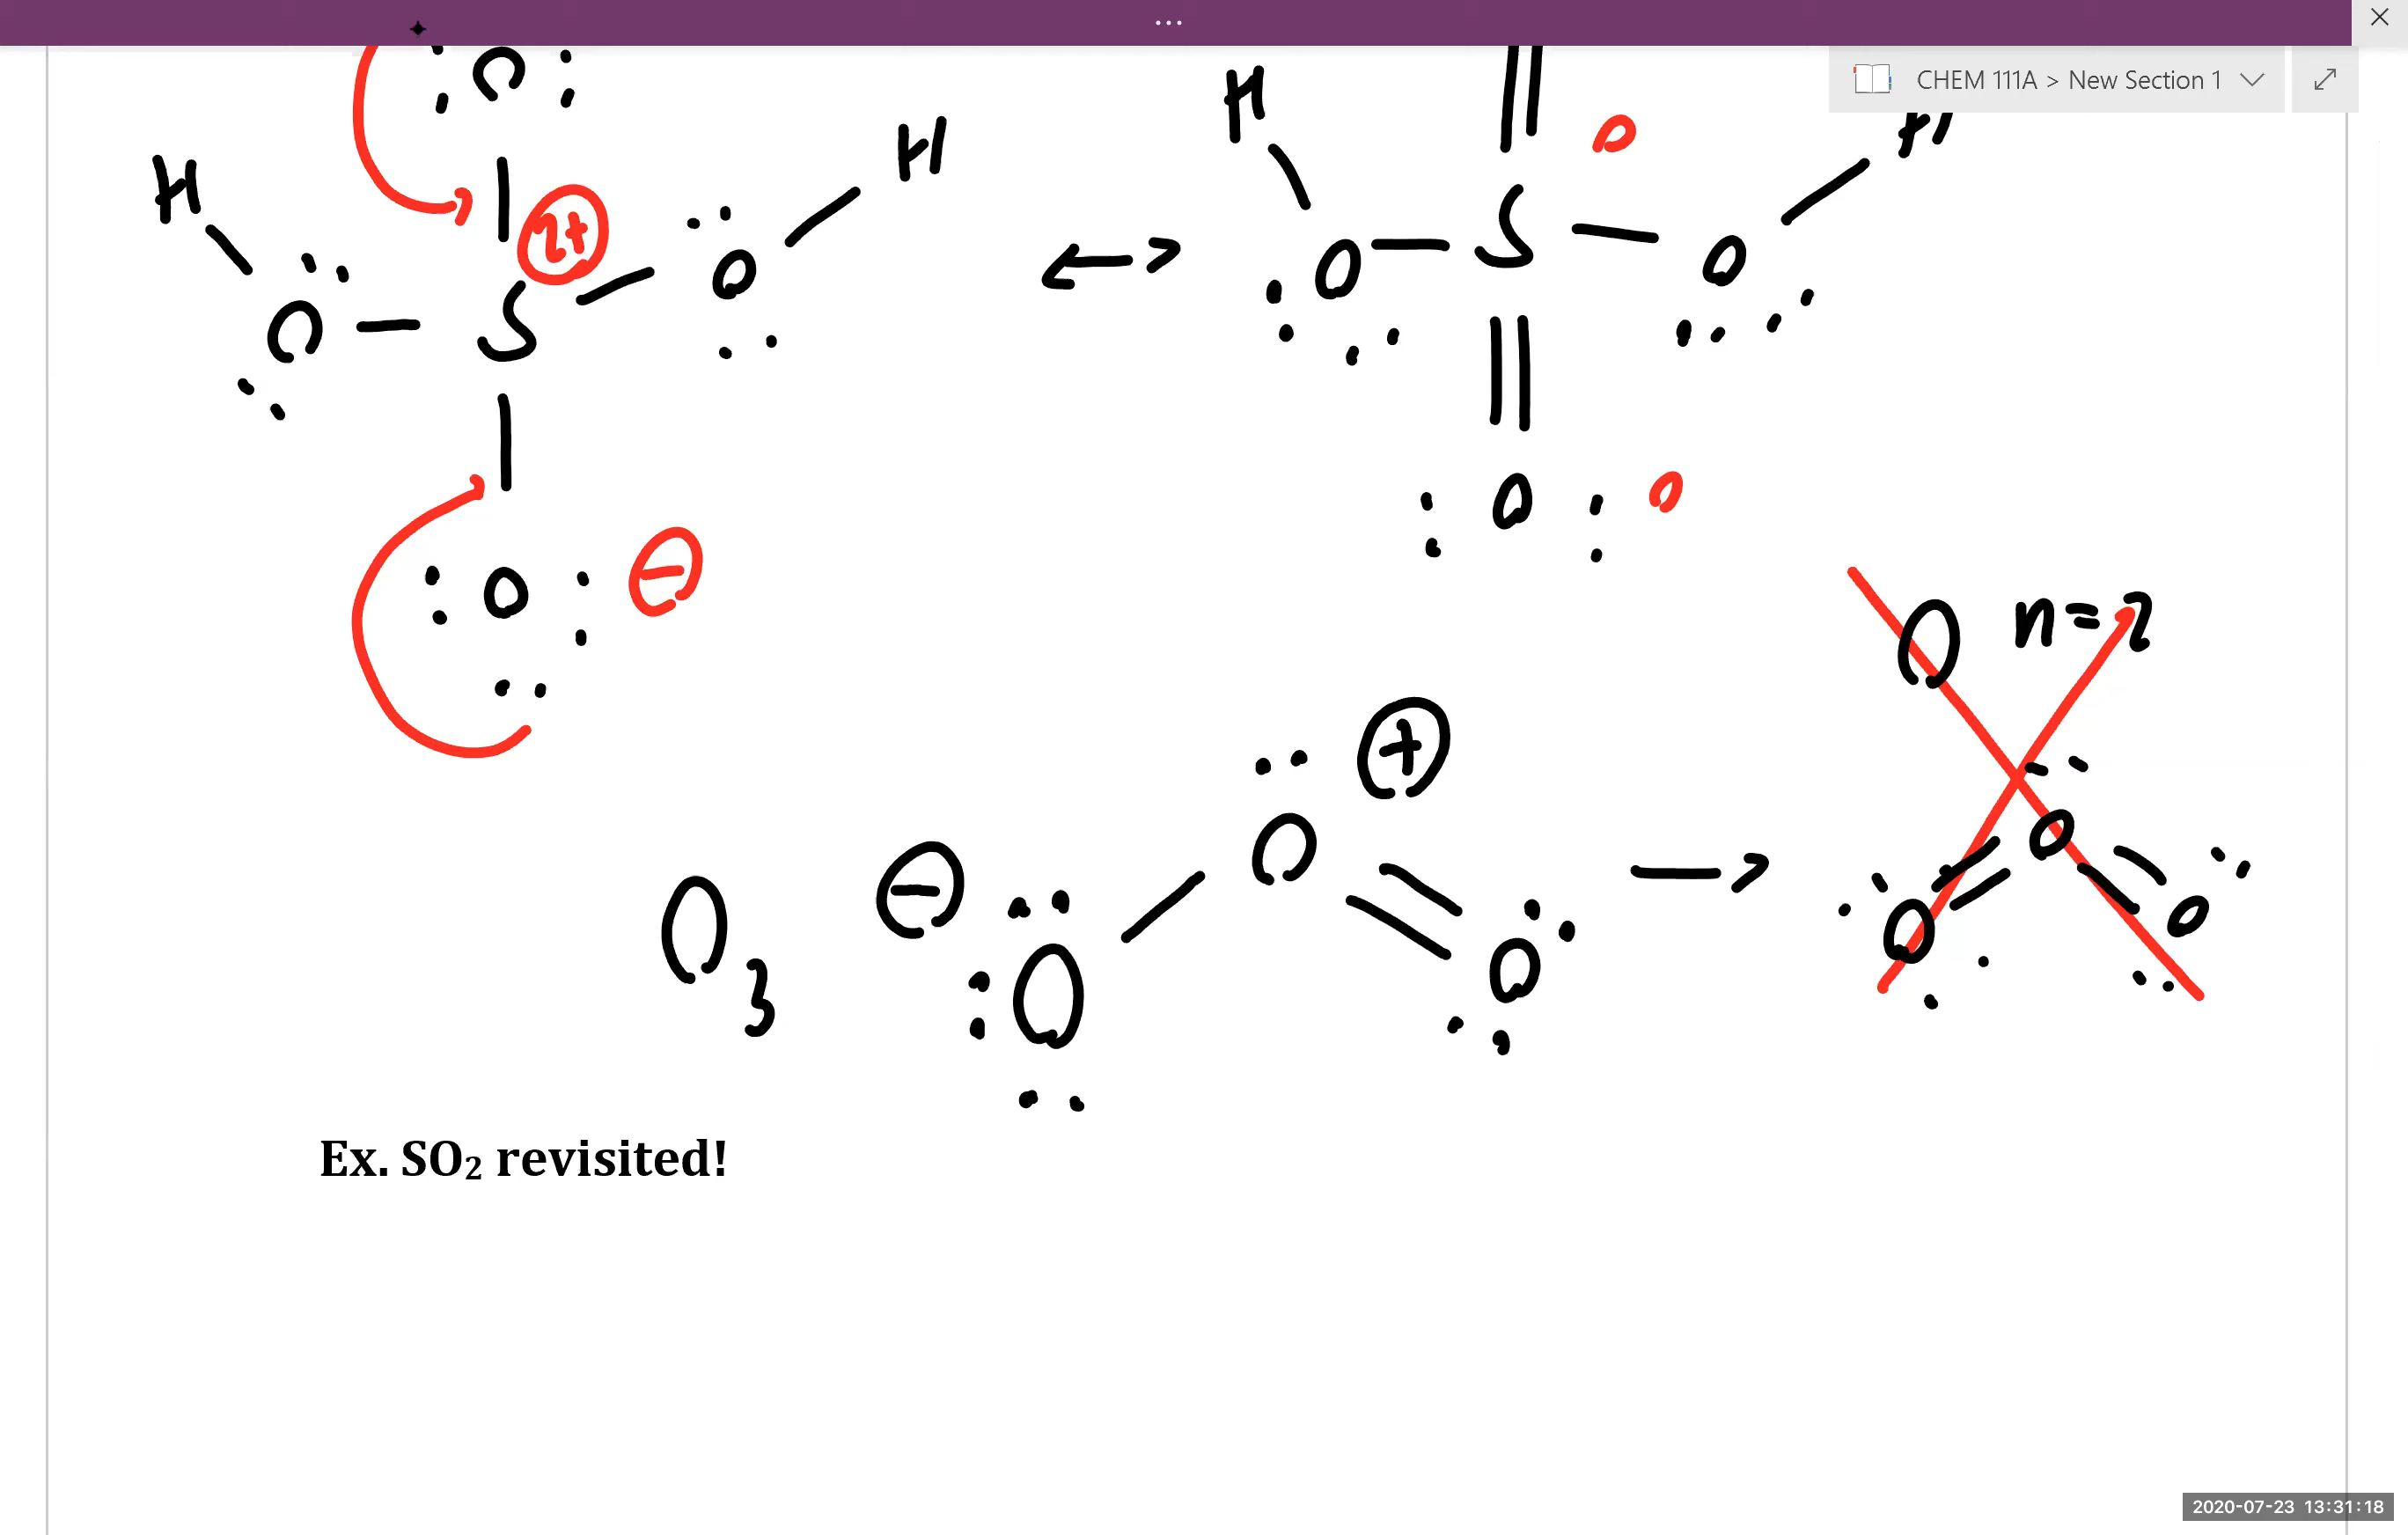 ...
CHEM 111A > New Section 1
O
H
H
H
H
2+
O
O
S
O
S
O
O
O
O
O
O
⊖
O n=2
⊕
O
O
O₃
⊖
O
O
O
O
Ex. SO₂ revisited!
2020-07-23 13:31:18